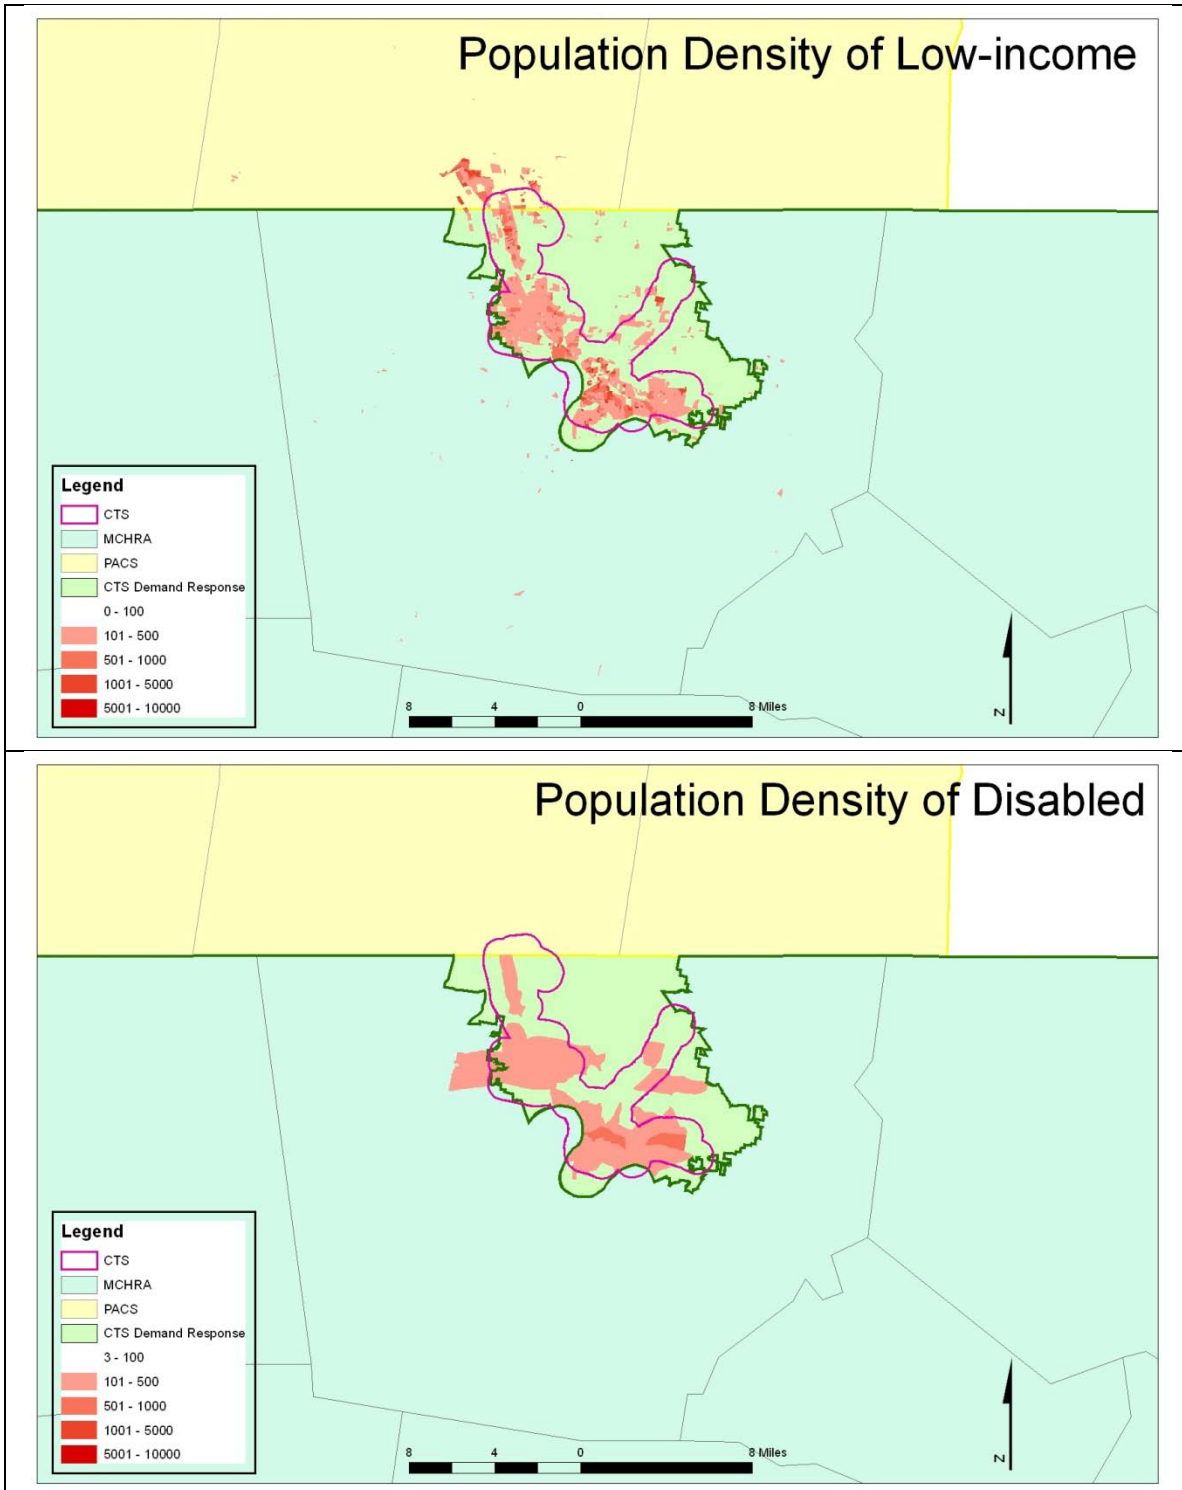 Population Density of Low-income
Legend
CTS
MCHRA
PACS
CTS Demand Response
0 - 100
101 - 500
501 - 1000
1001 - 5000
5001 - 10000
8 4 0 8 Miles
N
Population Density of Disabled
Legend
CTS
MCHRA
PACS
CTS Demand Response
3 - 100
101 - 500
501 - 1000
1001 - 5000
5001 - 10000
8 4 0 8 Miles
N